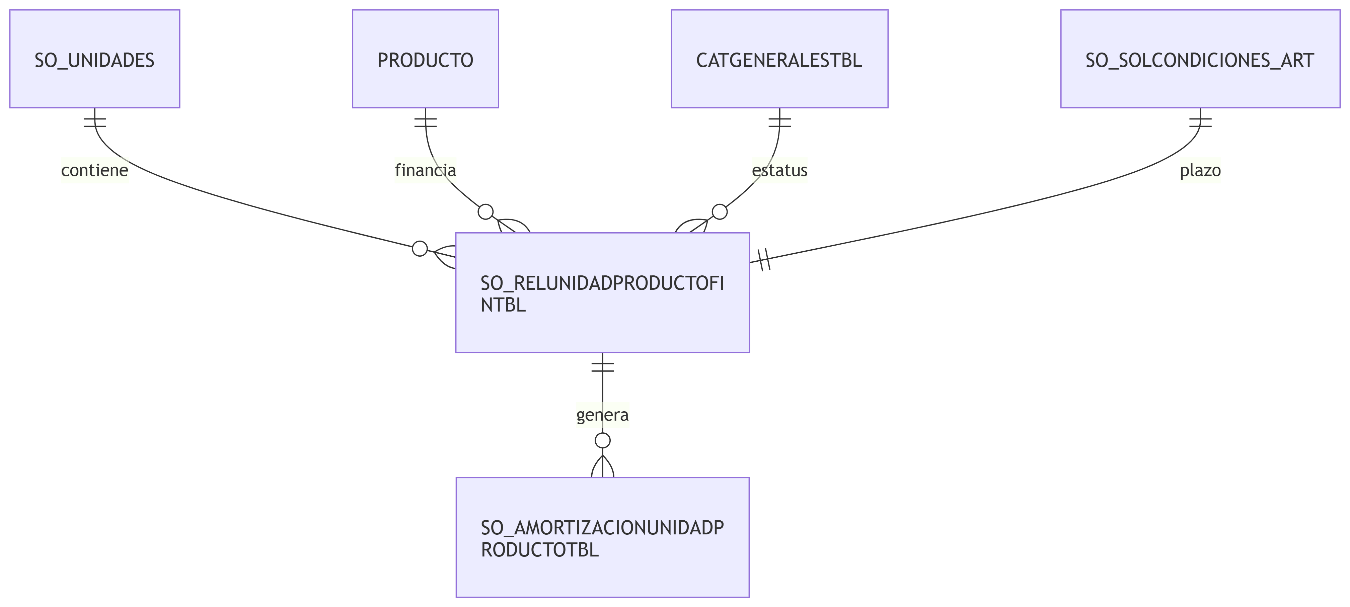 SO_UNIDADES
PRODUCTO
CATGENERALESTBL
SO_SOLCONDICIONES_ART
contiene
financia
estatus
plazo
SO_RELUNIDADPRODUCTOFI
NTBL
genera
SO_AMORTIZACIONUNIDADP
RODUCTOTBL